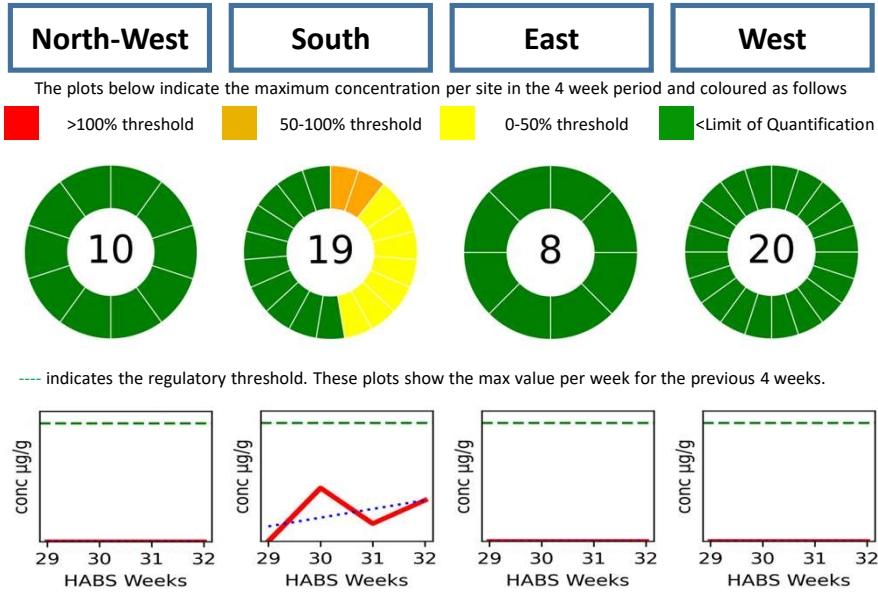 North-West South East West
The plots below indicate the maximum concentration per site in the 4 week period and coloured as follows
>100% threshold 50-100% threshold 0-50% threshold <Limit of Quantification
10 19 8 20
---- indicates the regulatory threshold. These plots show the max value per week for the previous 4 weeks.
conc µg/g conc µg/g conc µg/g conc µg/g
29 30 31 32 29 30 31 32 29 30 31 32 29 30 31 32
HABS Weeks HABS Weeks HABS Weeks HABS Weeks